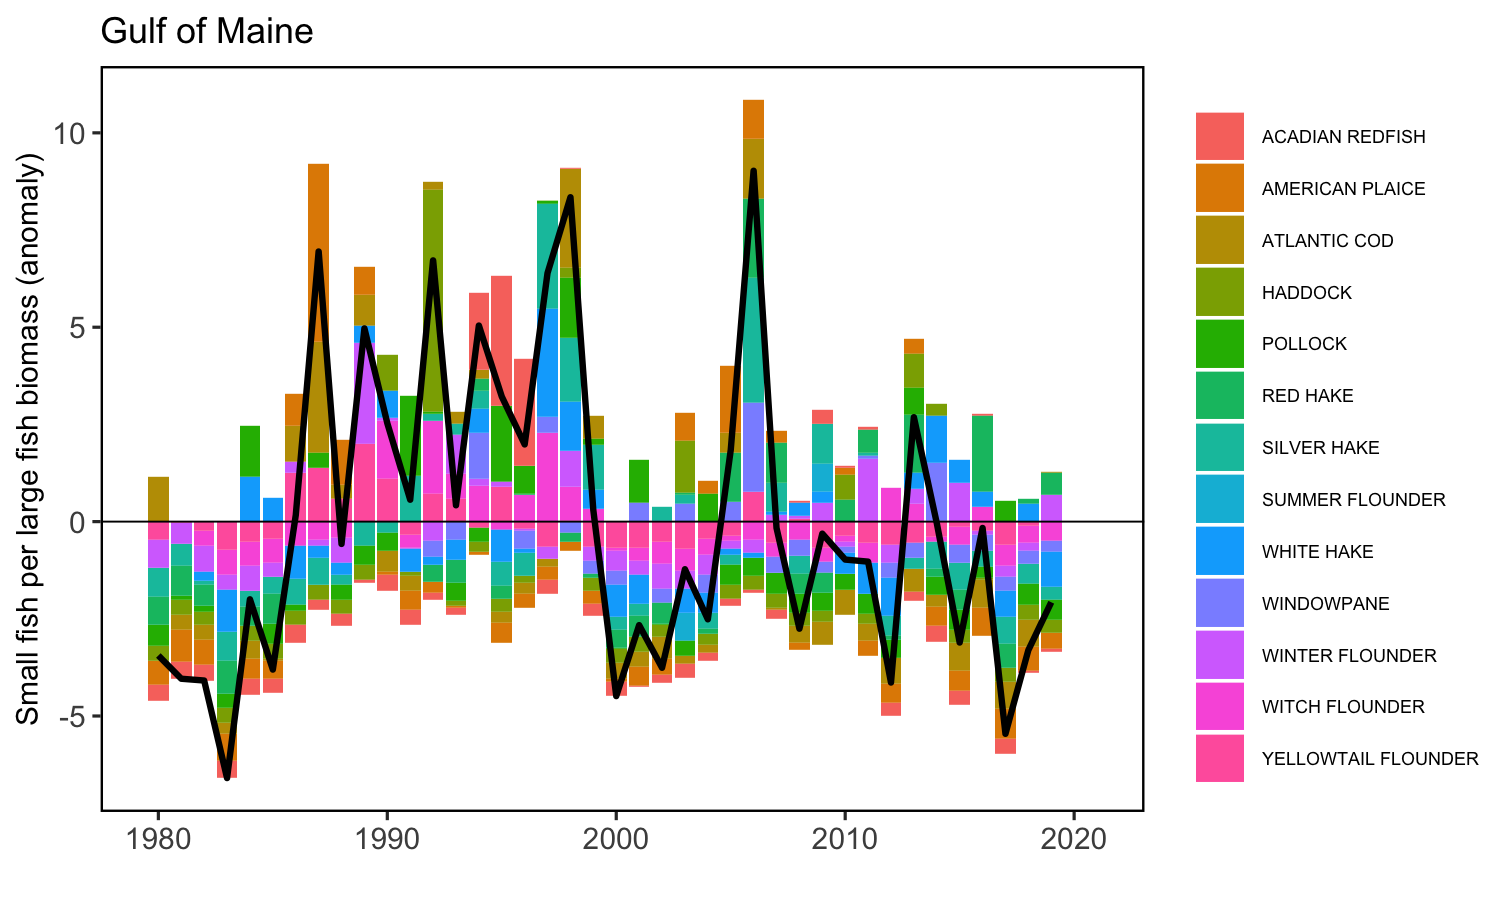 Gulf of Maine
Small fish per large fish biomass (anomaly)
10
5
0
-5
1980
1990
2000
2010
2020
ACADIAN REDFISH
AMERICAN PLAICE
ATLANTIC COD
HADDOCK
POLLOCK
RED HAKE
SILVER HAKE
SUMMER FLOUNDER
WHITE HAKE
WINDOWPANE
WINTER FLOUNDER
WITCH FLOUNDER
YELLOWTAIL FLOUNDER